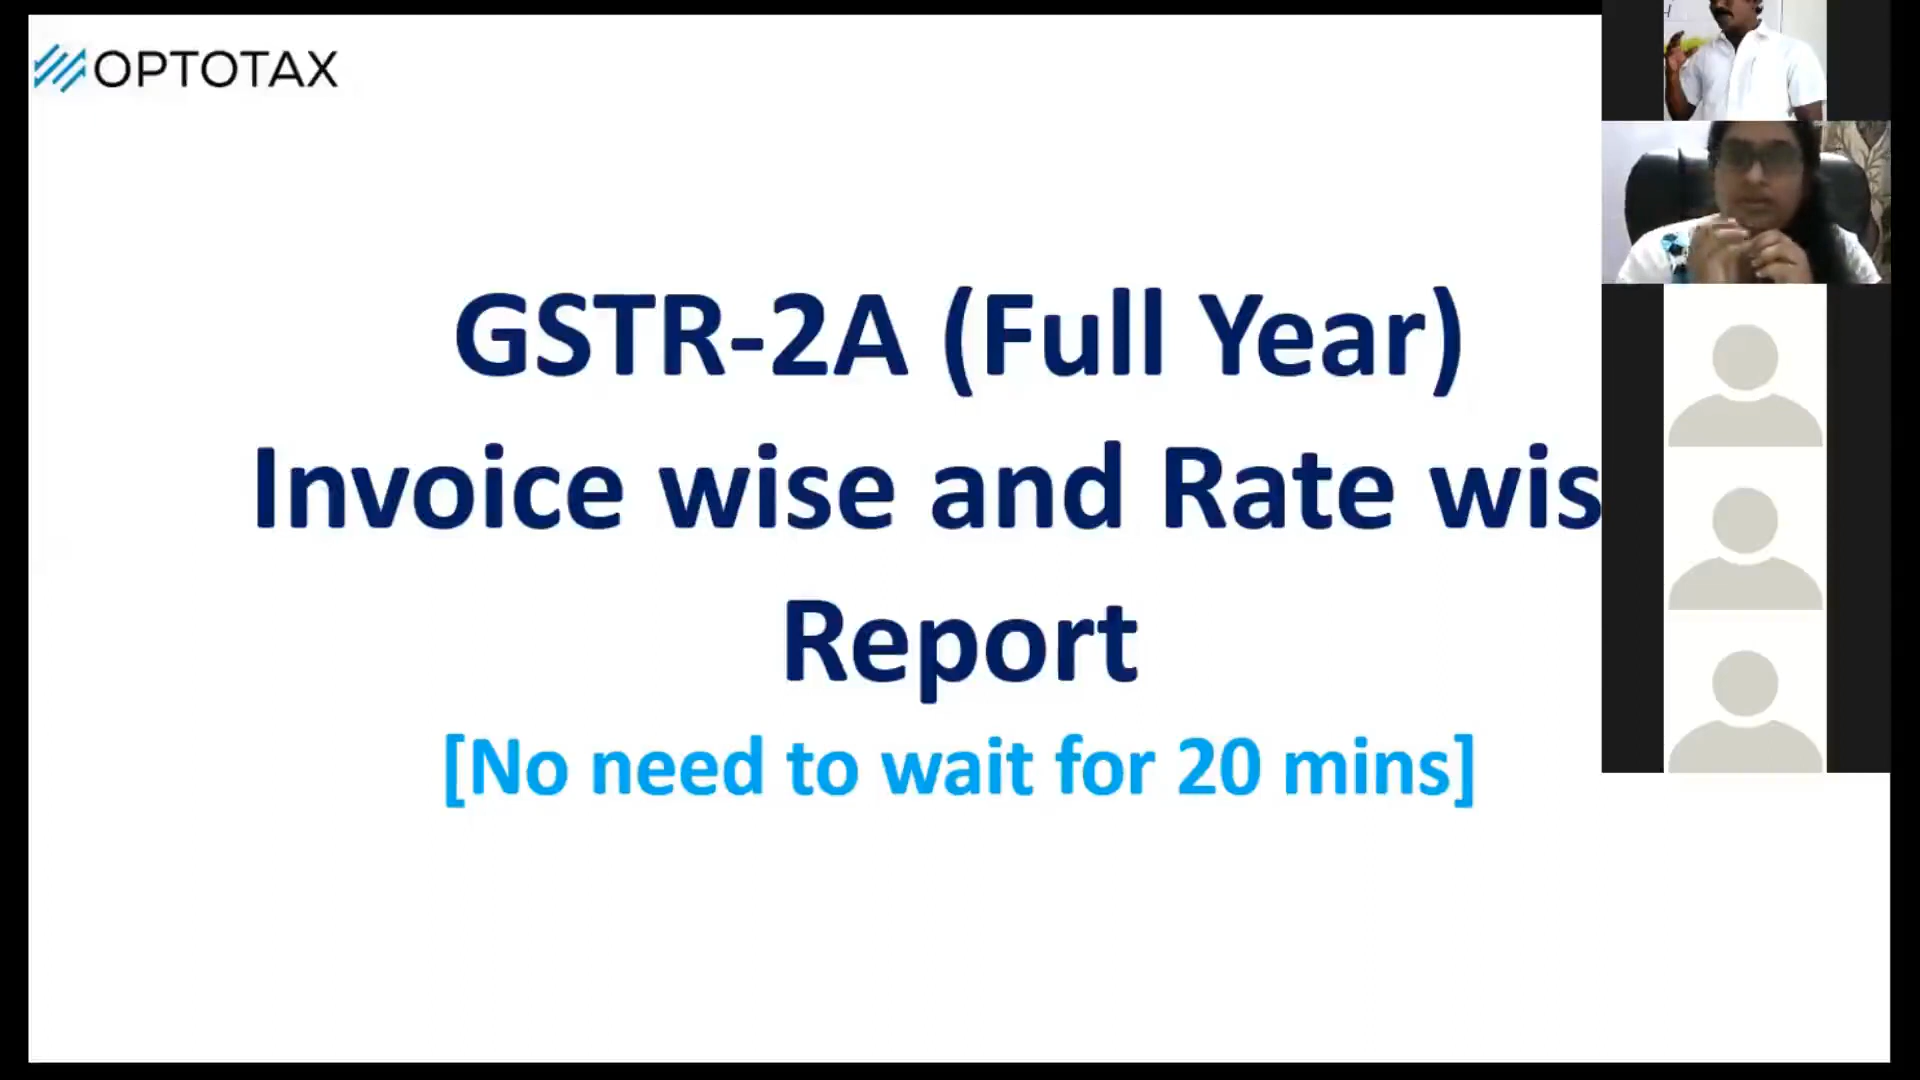 OPTOTAX
GSTR-2A (Full Year)
Invoice wise and Rate wis
Report
[No need to wait for 20 mins]